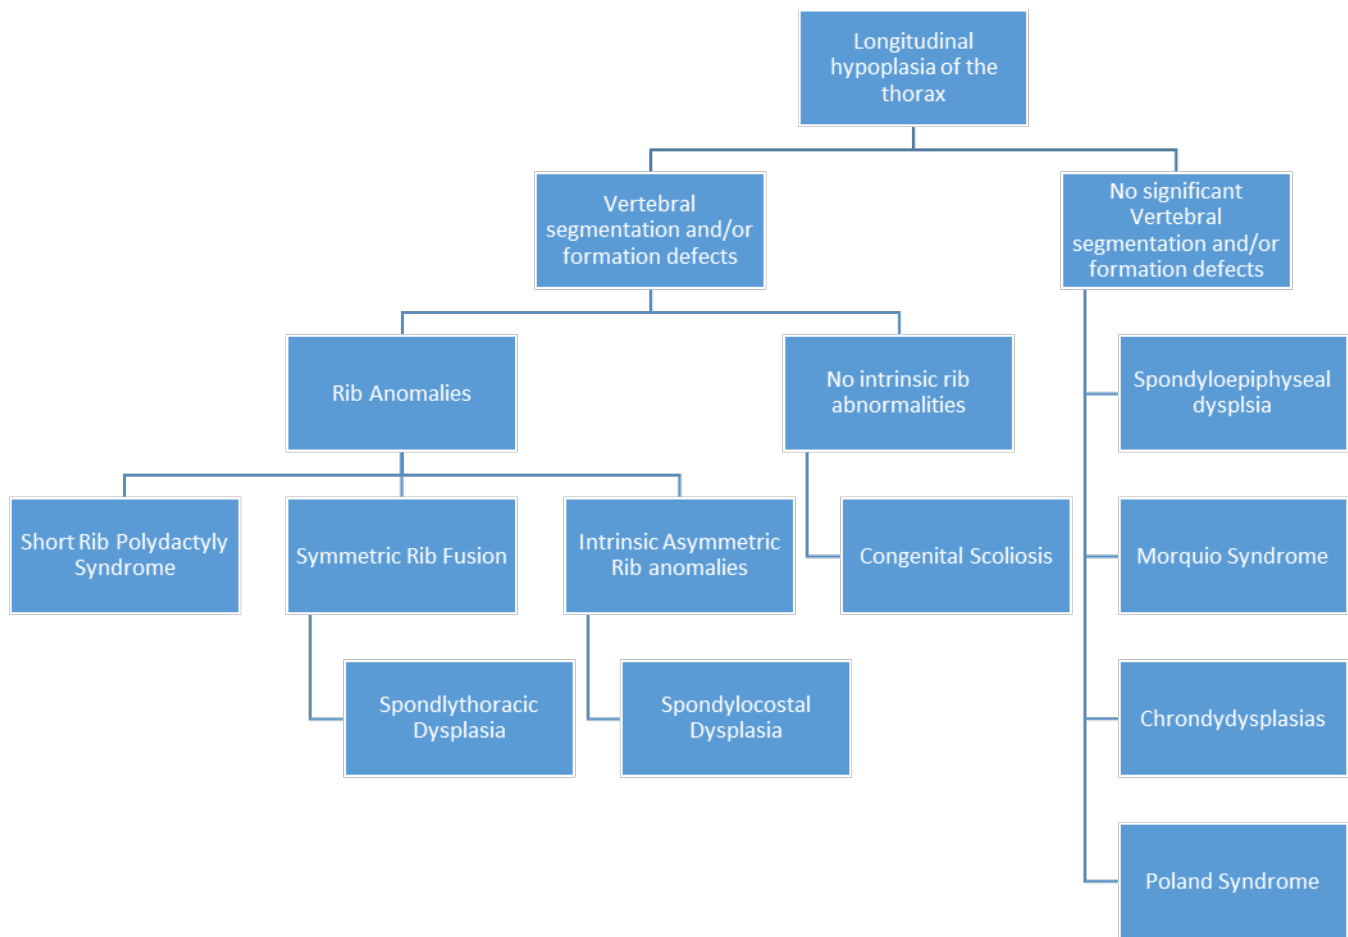 Longitudinal
hypoplasia of the
thorax
Vertebral
segmentation and/or
formation defects
No significant
Vertebral
segmentation and/or
formation defects
Rib Anomalies
No intrinsic rib
abnormalities
Spondyloepiphyseal
dysplsia
Short Rib Polydactyly
Syndrome
Symmetric Rib Fusion
Intrinsic Asymmetric
Rib anomalies
Congenital Scoliosis
Morquio Syndrome
Spondlythoracic
Dysplasia
Spondylocostal
Dysplasia
Chrondydysplasias
Poland Syndrome